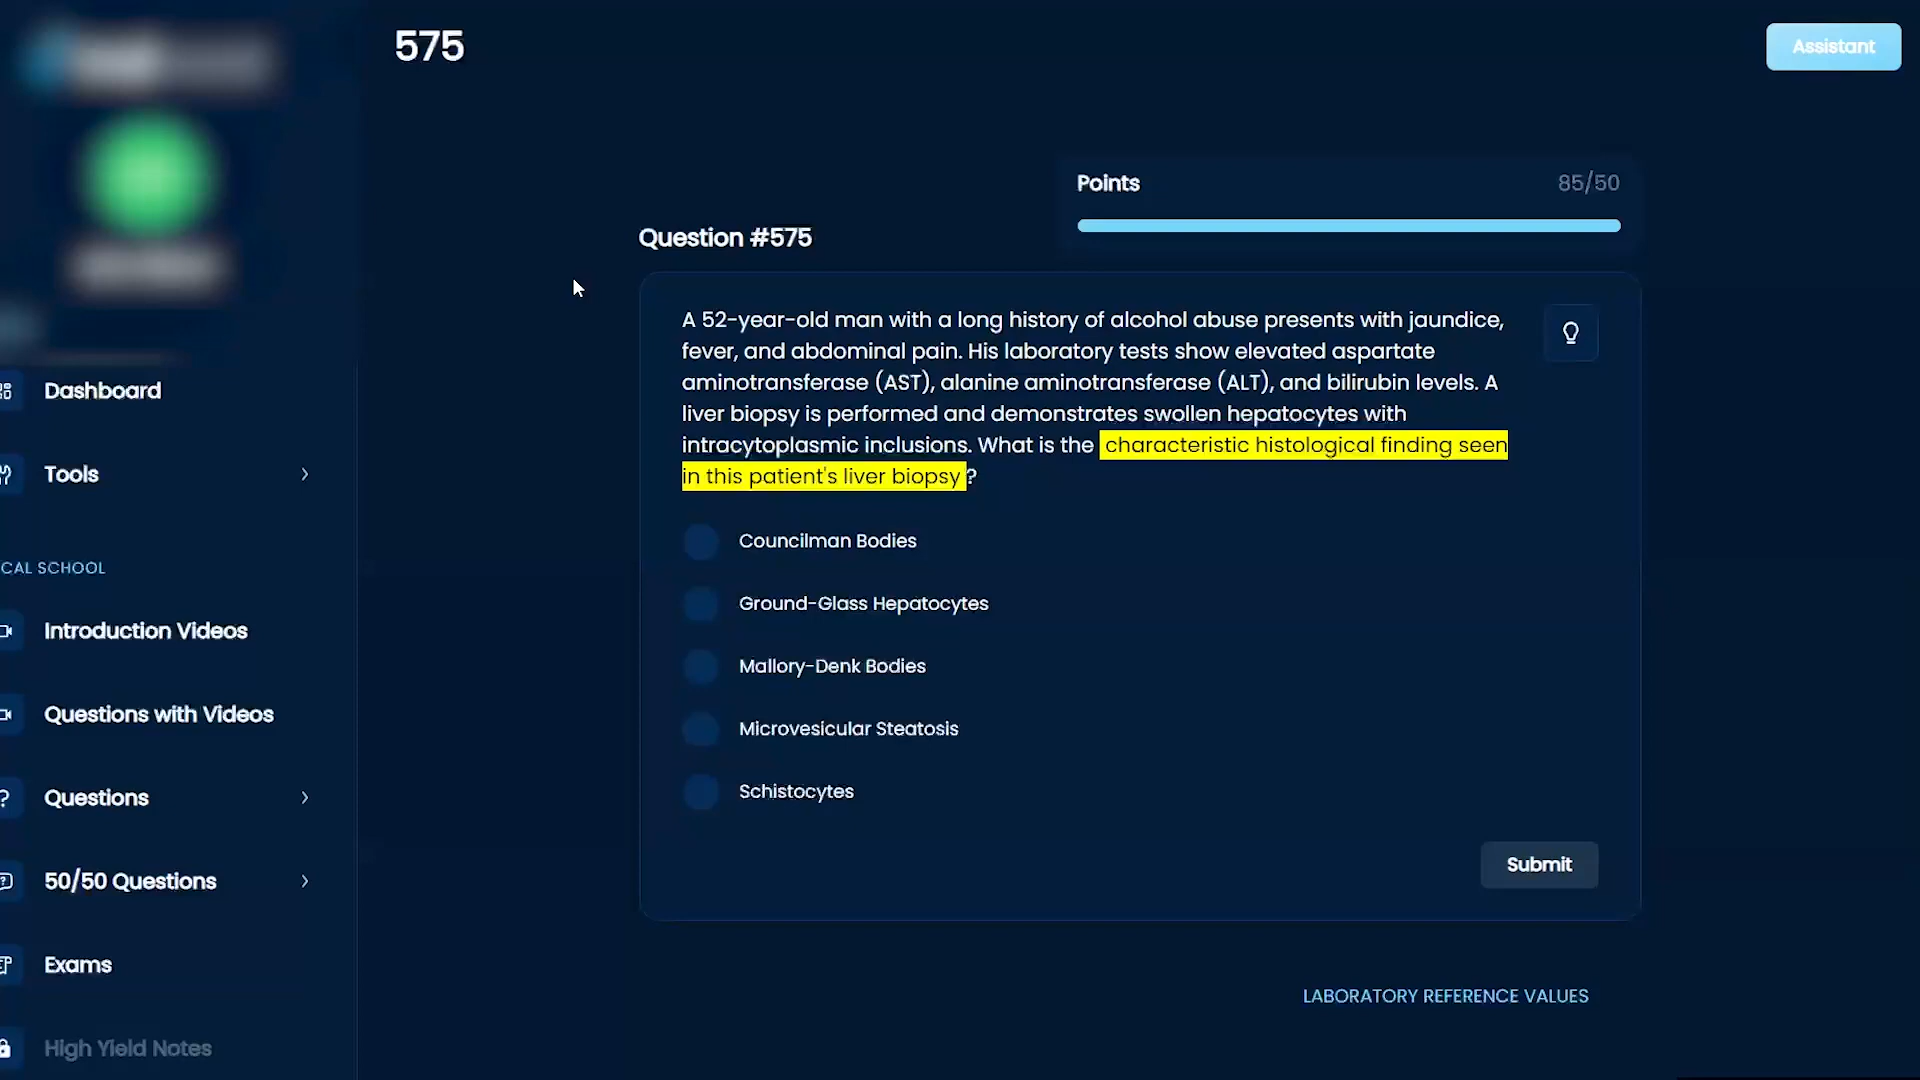 575
Assistant
Points
85/50
Question #575
A 52-year-old man with a long history of alcohol abuse presents with jaundice,
fever, and abdominal pain. His laboratory tests show elevated aspartate
aminotransferase (AST), alanine aminotransferase (ALT), and bilirubin levels. A
liver biopsy is performed and demonstrates swollen hepatocytes with
intracytoplasmic inclusions. What is the characteristic histological finding seen
in this patient's liver biopsy ?
Councilman Bodies
Ground-Glass Hepatocytes
Mallory-Denk Bodies
Microvesicular Steatosis
Schistocytes
Submit
LABORATORY REFERENCE VALUES
Dashboard
Tools
CAL SCHOOL
Introduction Videos
Questions with Videos
Questions
50/50 Questions
Exams
High Yield Notes